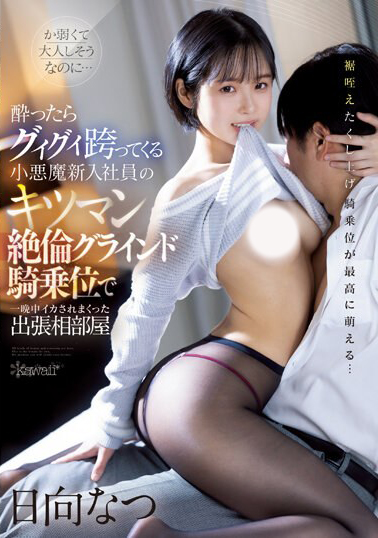 か弱くて
大人しそう
なのに…
酔ったら
グイグイ跨ってくる
小悪魔新入社員の
キツマン
絶倫グラインド
騎乗位で
一晩中イカされまくった
出張相部屋
裾咥えたくし上げ騎乗位が最高に萌える…
kawaii*
日向なつ